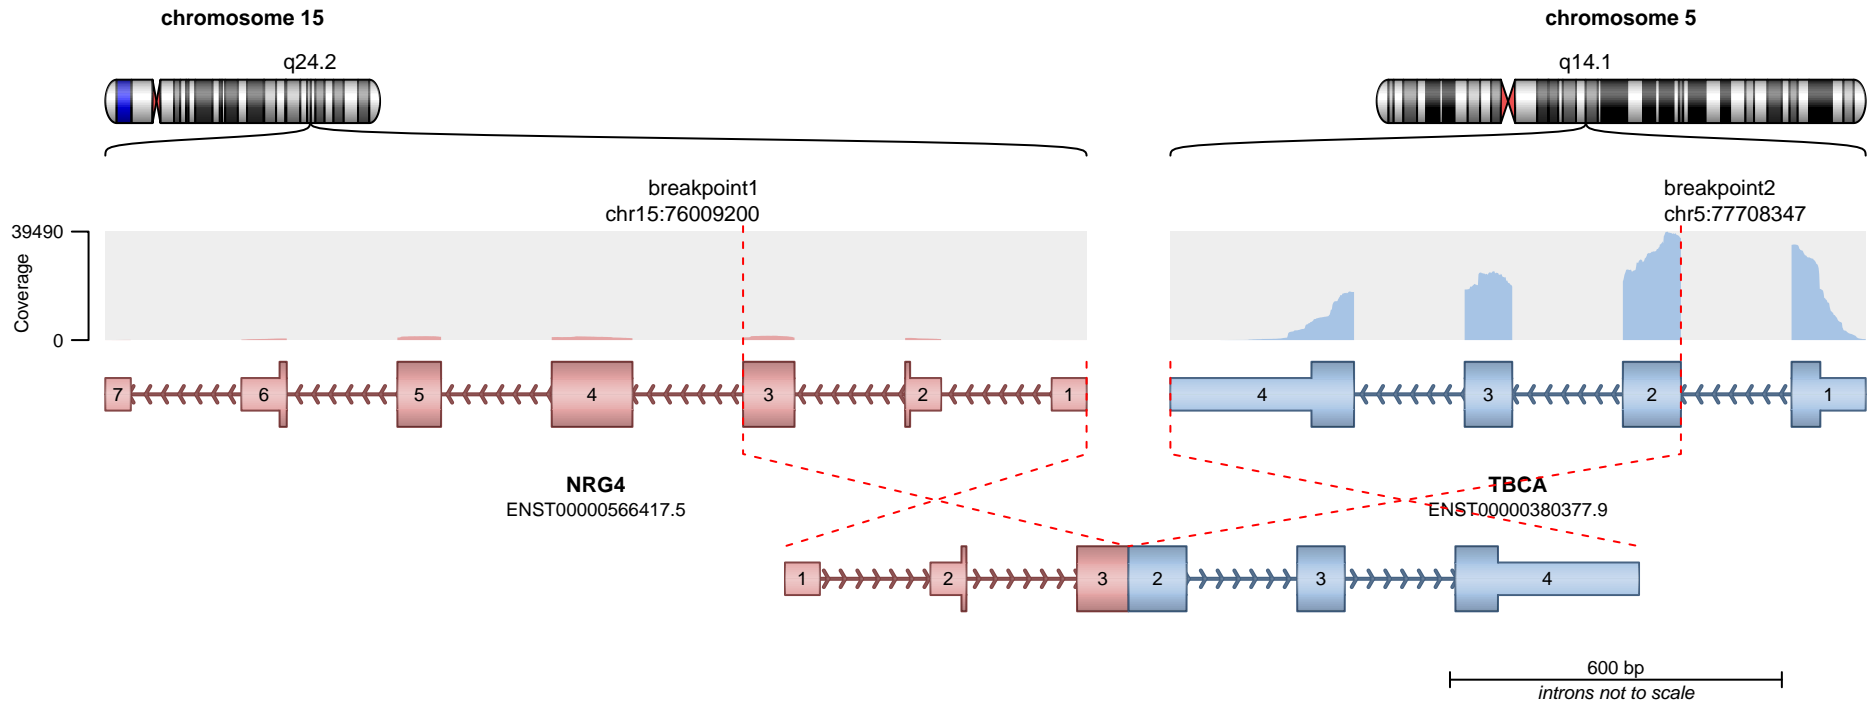 chromosome 15
chromosome 5
q24.2
q14.1
breakpoint1
chr15:76009200
breakpoint2
chr5:77708347
39490
Coverage
0
7 6 5 4 3 2 1
4 3 2 1
NRG4
ENST00000566417.5
TBCA
ENST00000380377.9
1 2 3 2 3 4
600 bp
introns not to scale